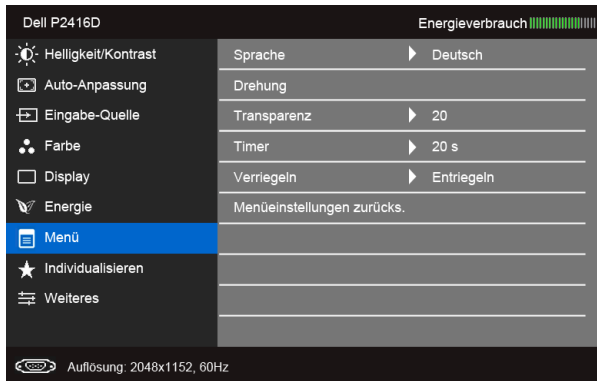 Dell P2416D Energieverbrauch
Helligkeit/Kontrast Sprache Deutsch
Auto-Anpassung Drehung
Eingabe-Quelle Transparenz 20
Farbe Timer 20 s
Display Verriegeln Entriegeln
Energie Menüeinstellungen zurücks.
Menü
Individualisieren
Weiteres
Auflösung: 2048x1152, 60Hz